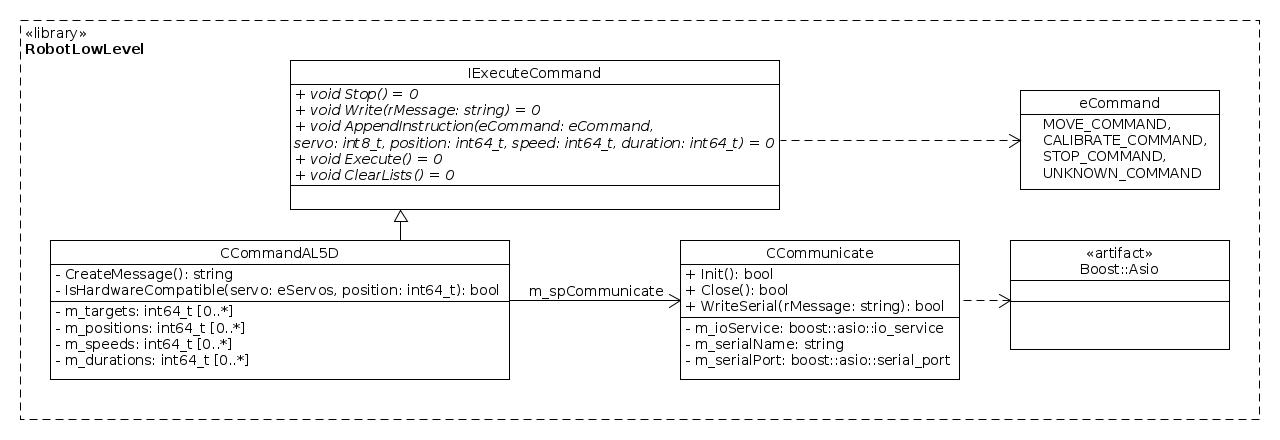 «library»
RobotLowLevel
IExecuteCommand
+ void Stop() = 0
+ void Write(rMessage: string) = 0
+ void AppendInstruction(eCommand: eCommand,
servo: int8_t, position: int64_t, speed: int64_t, duration: int64_t) = 0
+ void Execute() = 0
+ void ClearLists() = 0
eCommand
MOVE_COMMAND,
CALIBRATE_COMMAND,
STOP_COMMAND,
UNKNOWN_COMMAND
CCommandAL5D
- CreateMessage(): string
- IsHardwareCompatible(servo: eServos, position: int64_t): bool
- m_targets: int64_t [0..*]
- m_positions: int64_t [0..*]
- m_speeds: int64_t [0..*]
- m_durations: int64_t [0..*]
m_spCommunicate
CCommunicate
+ Init(): bool
+ Close(): bool
+ WriteSerial(rMessage: string): bool
- m_ioService: boost::asio::io_service
- m_serialName: string
- m_serialPort: boost::asio::serial_port
«artifact»
Boost::Asio